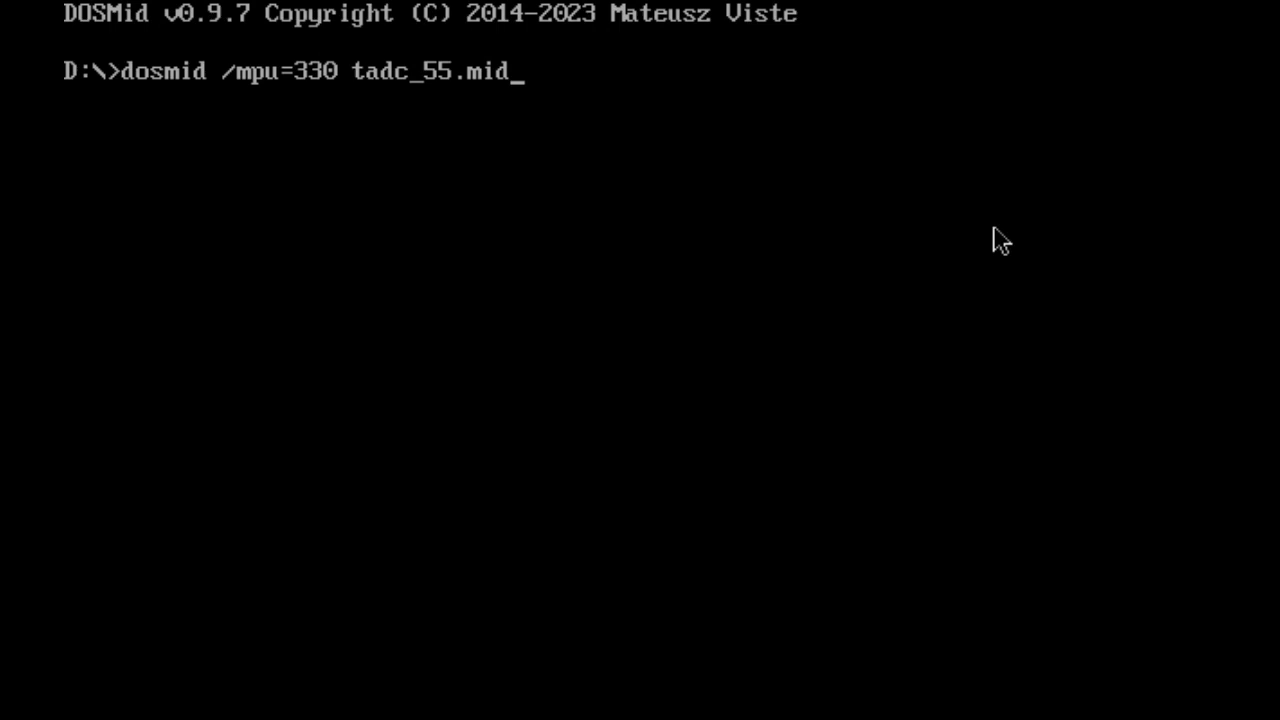 DOSMid v0.9.7 Copyright (C) 2014-2023 Mateusz Viste
D:\>dosmid /mpu=330 tadc_55.mid_